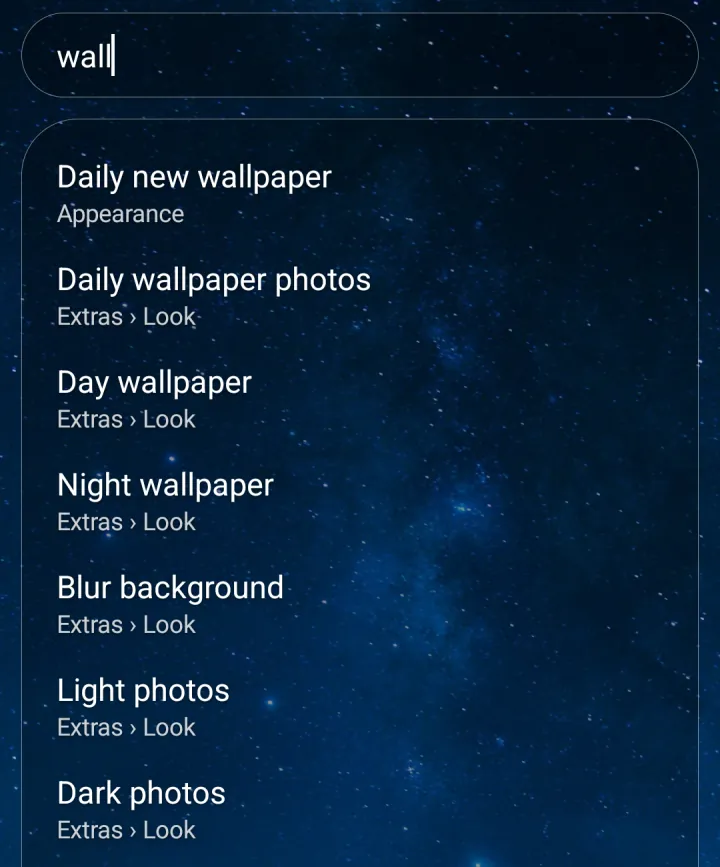 wall
Daily new wallpaper
Appearance
Daily wallpaper photos
Extras › Look
Day wallpaper
Extras › Look
Night wallpaper
Extras › Look
Blur background
Extras › Look
Light photos
Extras › Look
Dark photos
Extras › Look